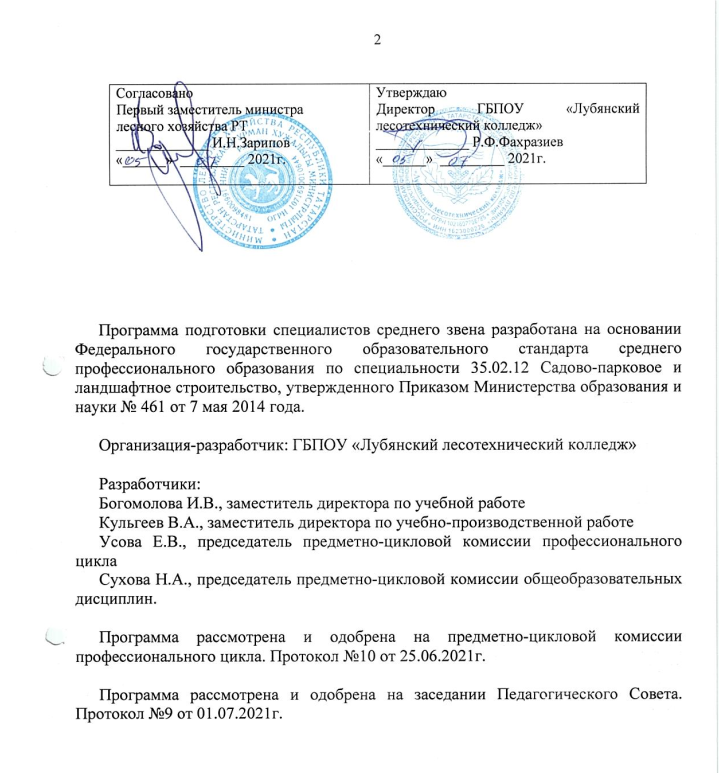 2
Согласовано
Первый заместитель министра
лесного хозяйства РТ
И.Н.Зарипов
«05» 07 2021г.
Утверждаю
Директор ГБПОУ «Лубянский
лесотехнический колледж»
Р.Ф.Фахразиев
«05» 07 2021г.
Программа подготовки специалистов среднего звена разработана на основании
Федерального государственного образовательного стандарта среднего
профессионального образования по специальности 35.02.12 Садово-парковое и
ландшафтное строительство, утвержденного Приказом Министерства образования и
науки № 461 от 7 мая 2014 года.
Организация-разработчик: ГБПОУ «Лубянский лесотехнический колледж»
Разработчики:
Богомолова И.В., заместитель директора по учебной работе
Кульгеев В.А., заместитель директора по учебно-производственной работе
Усова Е.В., председатель предметно-цикловой комиссии профессионального
цикла
Сухова Н.А., председатель предметно-цикловой комиссии общеобразовательных
дисциплин.
Программа рассмотрена и одобрена на предметно-цикловой комиссии
профессионального цикла. Протокол №10 от 25.06.2021г.
Программа рассмотрена и одобрена на заседании Педагогического Совета.
Протокол №9 от 01.07.2021г.